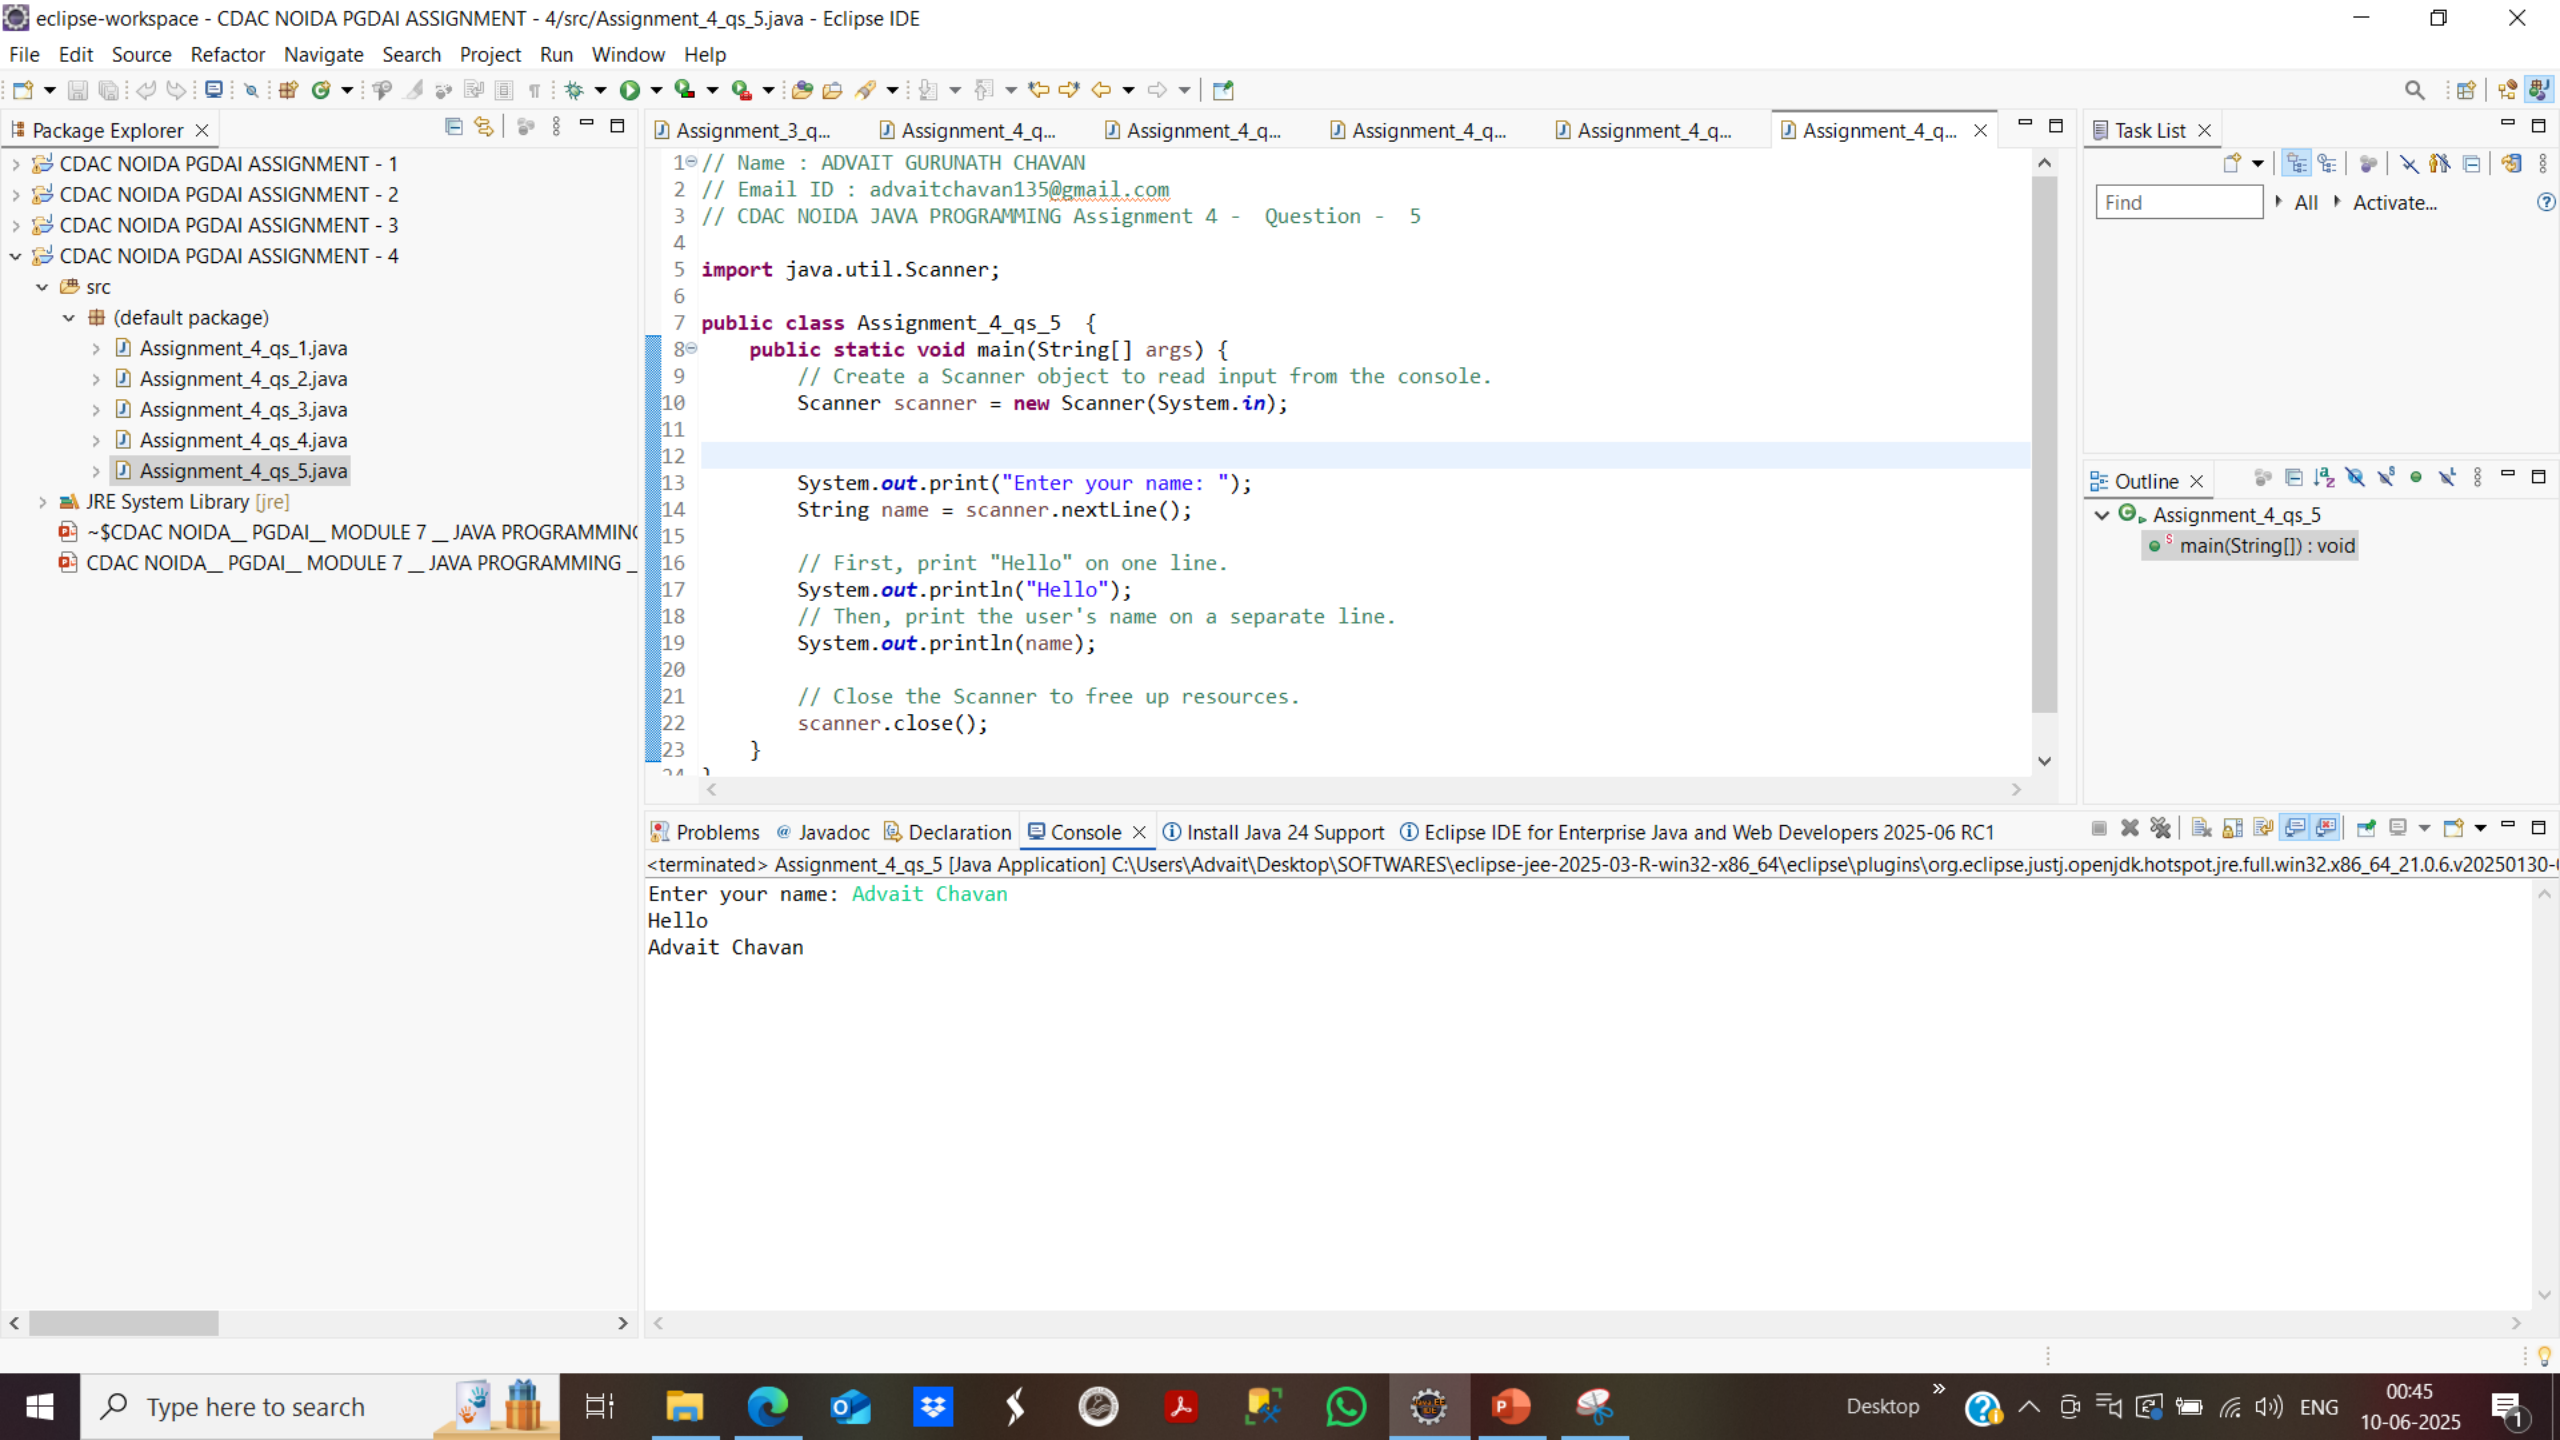 eclipse-workspace - CDAC NOIDA PGDAI ASSIGNMENT - 4/src/Assignment_4_qs_5.java - Eclipse IDE
File Edit Source Refactor Navigate Search Project Run Window Help
Package Explorer
CDAC NOIDA PGDAI ASSIGNMENT - 1
CDAC NOIDA PGDAI ASSIGNMENT - 2
CDAC NOIDA PGDAI ASSIGNMENT - 3
CDAC NOIDA PGDAI ASSIGNMENT - 4
src
(default package)
Assignment_4_qs_1.java
Assignment_4_qs_2.java
Assignment_4_qs_3.java
Assignment_4_qs_4.java
Assignment_4_qs_5.java
JRE System Library [jre]
~$CDAC NOIDA__ PGDAI__ MODULE 7 __ JAVA PROGRAMMING
CDAC NOIDA__ PGDAI__ MODULE 7 __ JAVA PROGRAMMING _
Assignment_3_q... Assignment_4_q... Assignment_4_q... Assignment_4_q... Assignment_4_q... Assignment_4_q...
1 // Name : ADVAIT GURUNATH CHAVAN
2 // Email ID : advaitchavan135@gmail.com
3 // CDAC NOIDA JAVA PROGRAMMING Assignment 4 -  Question -  5
4
5 import java.util.Scanner;
6
7 public class Assignment_4_qs_5  {
8     public static void main(String[] args) {
9         // Create a Scanner object to read input from the console.
10         Scanner scanner = new Scanner(System.in);
11
12
13         System.out.print("Enter your name: ");
14         String name = scanner.nextLine();
15
16         // First, print "Hello" on one line.
17         System.out.println("Hello");
18         // Then, print the user's name on a separate line.
19         System.out.println(name);
20
21         // Close the Scanner to free up resources.
22         scanner.close();
23     }
24 }
Task List
Find All Activate...
Outline
Assignment_4_qs_5
main(String[]) : void
Problems Javadoc Declaration Console Install Java 24 Support Eclipse IDE for Enterprise Java and Web Developers 2025-06 RC1
<terminated> Assignment_4_qs_5 [Java Application] C:\Users\Advait\Desktop\SOFTWARES\eclipse-jee-2025-03-R-win32-x86_64\eclipse\plugins\org.eclipse.justj.openjdk.hotspot.jre.full.win32.x86_64_21.0.6.v20250130-
Enter your name: Advait Chavan
Hello
Advait Chavan
Type here to search
Desktop
ENG
00:45
10-06-2025
1